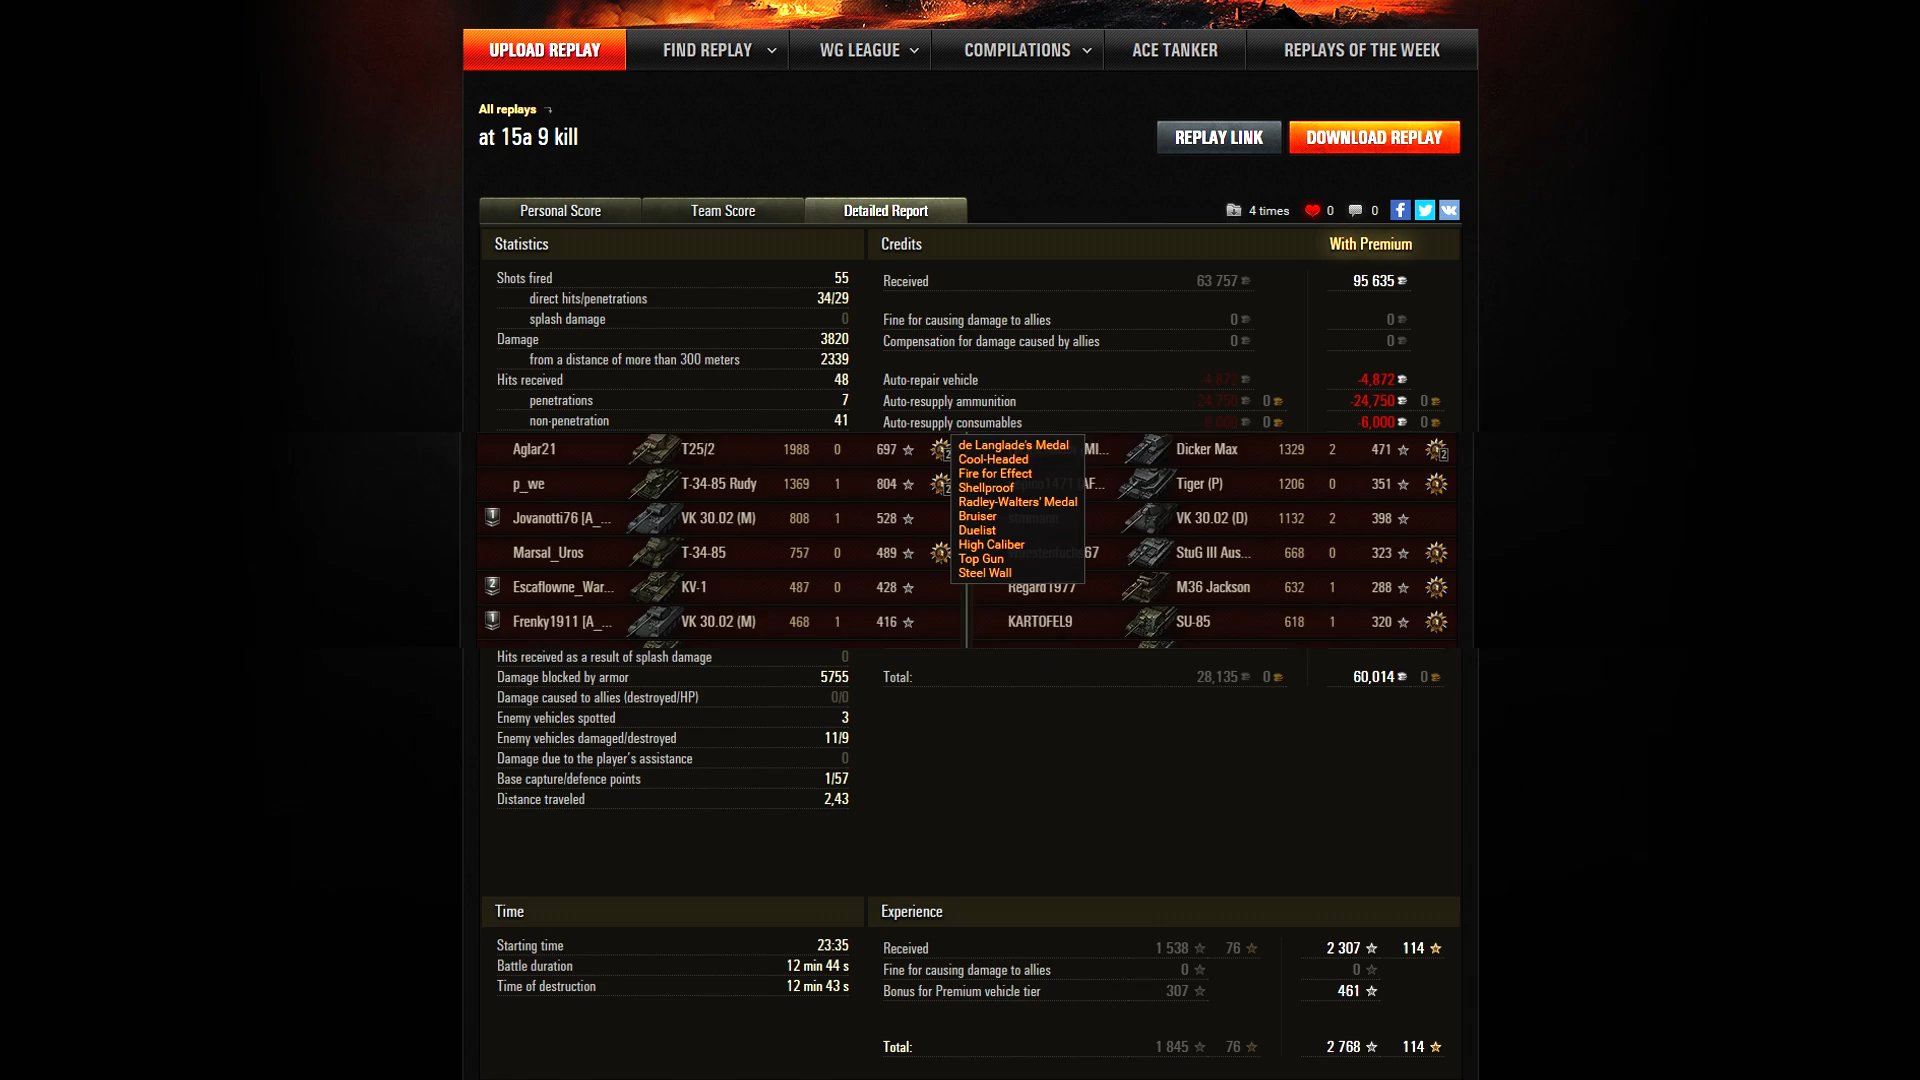 UPLOAD REPLAY FIND REPLAY WG LEAGUE COMPILATIONS ACE TANKER REPLAYS OF THE WEEK
All replays
at 15a 9 kill
REPLAY LINK DOWNLOAD REPLAY
Personal Score Team Score Detailed Report 4 times 0 0
Statistics
Shots fired 55
direct hits/penetrations 34/29
splash damage 0
Damage 3820
from a distance of more than 300 meters 2339
Hits received 48
penetrations 7
non-penetration 41
Credits With Premium
Received 63 757 95 635
Fine for causing damage to allies 0 0
Compensation for damage caused by allies 0 0
Auto-repair vehicle -4,872 -4,872
Auto-resupply ammunition -24,750 0 -24,750 0
Auto-resupply consumables -6,000 0 -6,000 0
Aglar21 T25/2 1988 0 697 2
p_we T-34-85 Rudy 1369 1 804 2
1 Jovanotti76 [A_... VK 30.02 (M) 808 1 528
Marsal_Uros T-34-85 757 0 489
2 Escaflowne_War... KV-1 487 0 428
1 Frenky1911 [A_... VK 30.02 (M) 468 1 416
de Langlade's Medal
Cool-Headed
Fire for Effect
Shellproof
Radley-Walters' Medal
Bruiser
Duelist
High Caliber
Top Gun
Steel Wall
MI... Dicker Max 1329 2 471 2
AF... Tiger (P) 1206 0 351
VK 30.02 (D) 1132 2 398
67 StuG III Aus... 668 0 323
Regard1977 M36 Jackson 632 1 288
KARTOFEL9 SU-85 618 1 320
Hits received as a result of splash damage 0
Damage blocked by armor 5755
Damage caused to allies (destroyed/HP) 0/0
Enemy vehicles spotted 3
Enemy vehicles damaged/destroyed 11/9
Damage due to the player's assistance 0
Base capture/defence points 1/57
Distance traveled 2,43
Total: 28,135 0 60,014 0
Time
Starting time 23:35
Battle duration 12 min 44 s
Time of destruction 12 min 43 s
Experience
Received 1 538 76 2 307 114
Fine for causing damage to allies 0 0
Bonus for Premium vehicle tier 307 461
Total: 1 845 76 2 768 114